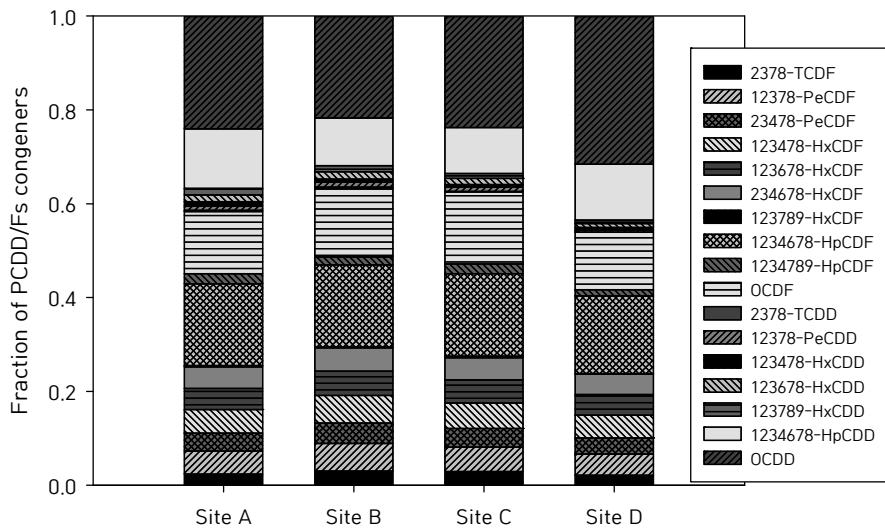 Fraction of PCDD/Fs congeners
1.0
0.8
0.6
0.4
0.2
0.0
Site A
Site B
Site C
Site D
2378-TCDF
12378-PeCDF
23478-PeCDF
123478-HxCDF
123678-HxCDF
234678-HxCDF
123789-HxCDF
1234678-HpCDF
1234789-HpCDF
OCDF
2378-TCDD
12378-PeCDD
123478-HxCDD
123678-HxCDD
123789-HxCDD
1234678-HpCDD
OCDD